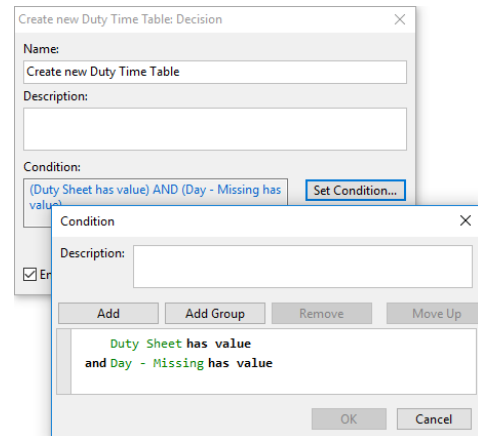 Create new Duty Time Table: Decision
Name:
Create new Duty Time Table
Description:
Condition:
(Duty Sheet has value) AND (Day - Missing has
value)
Set Condition...
Condition
Description:
Er
Add Add Group Remove Move Up
Duty Sheet has value
and Day - Missing has value
OK Cancel